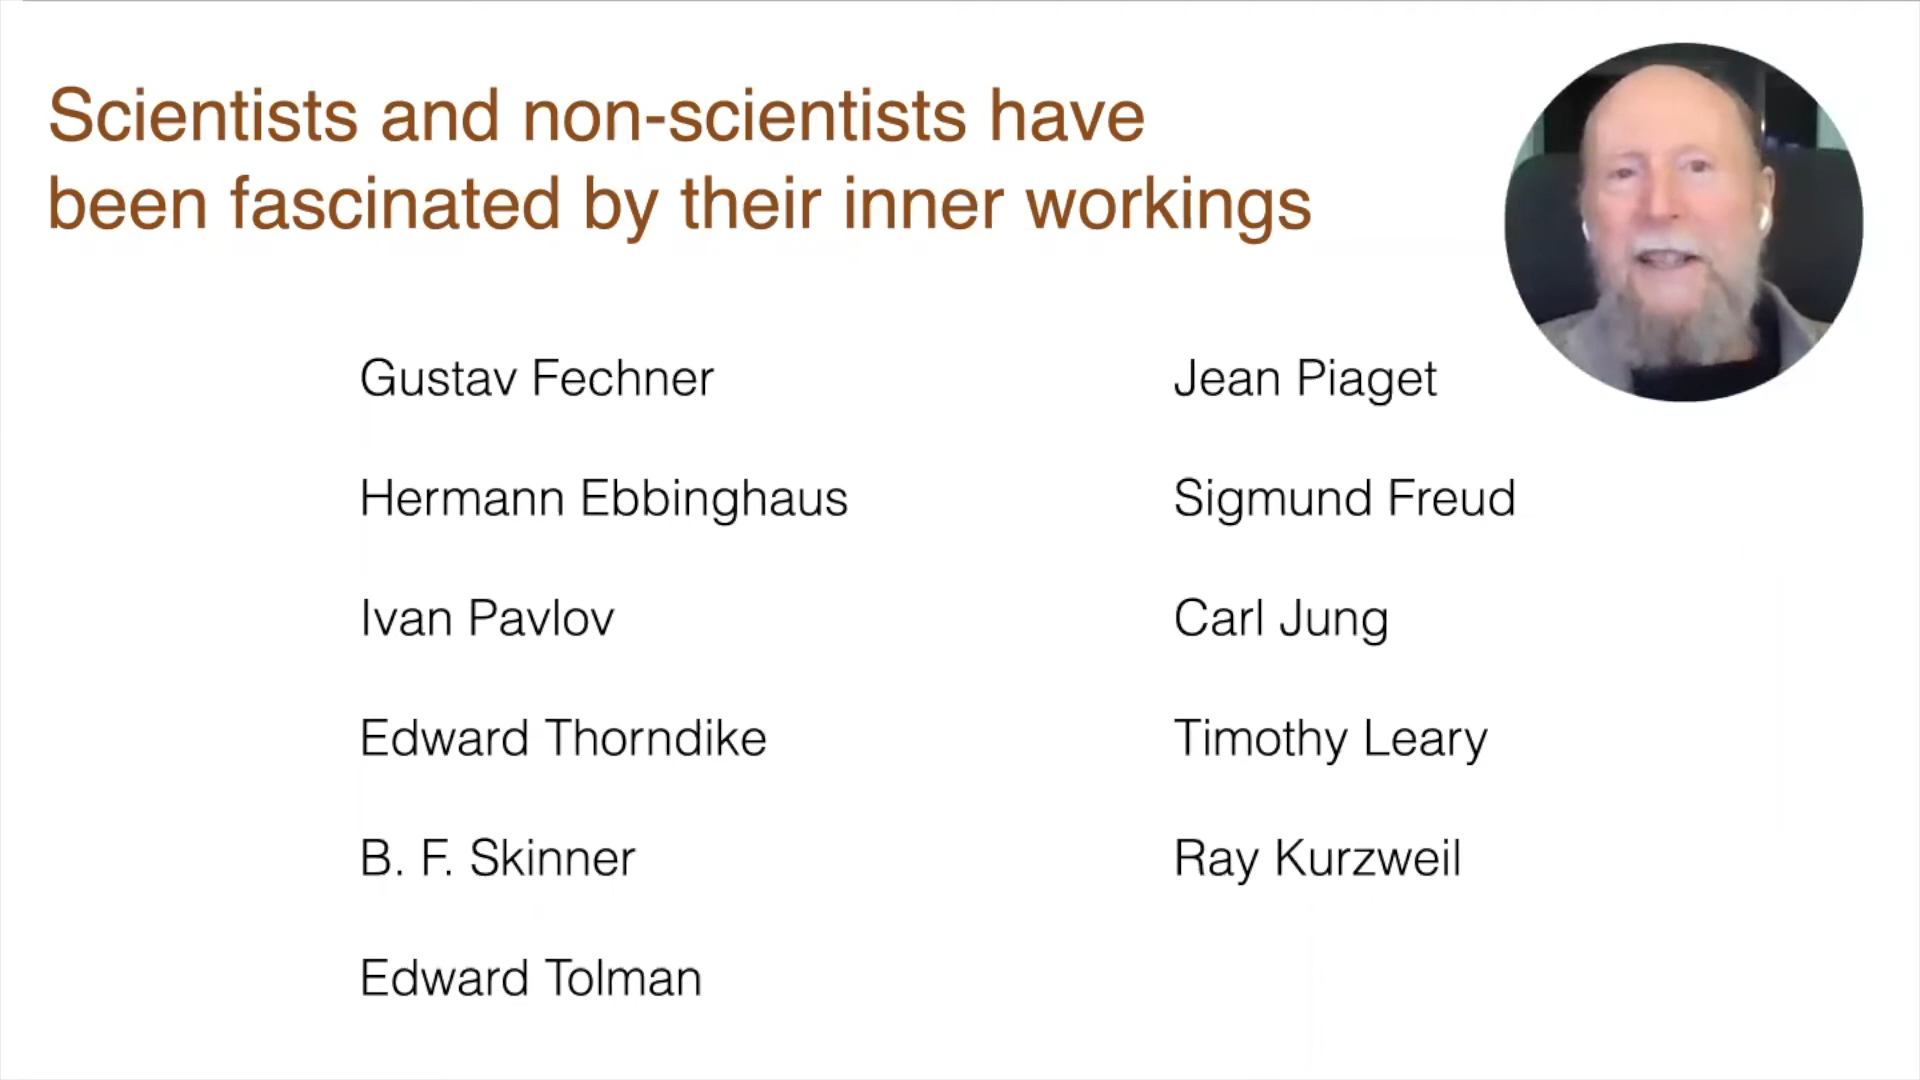 Scientists and non-scientists have
been fascinated by their inner workings
Gustav Fechner
Hermann Ebbinghaus
Ivan Pavlov
Edward Thorndike
B. F. Skinner
Edward Tolman
Jean Piaget
Sigmund Freud
Carl Jung
Timothy Leary
Ray Kurzweil